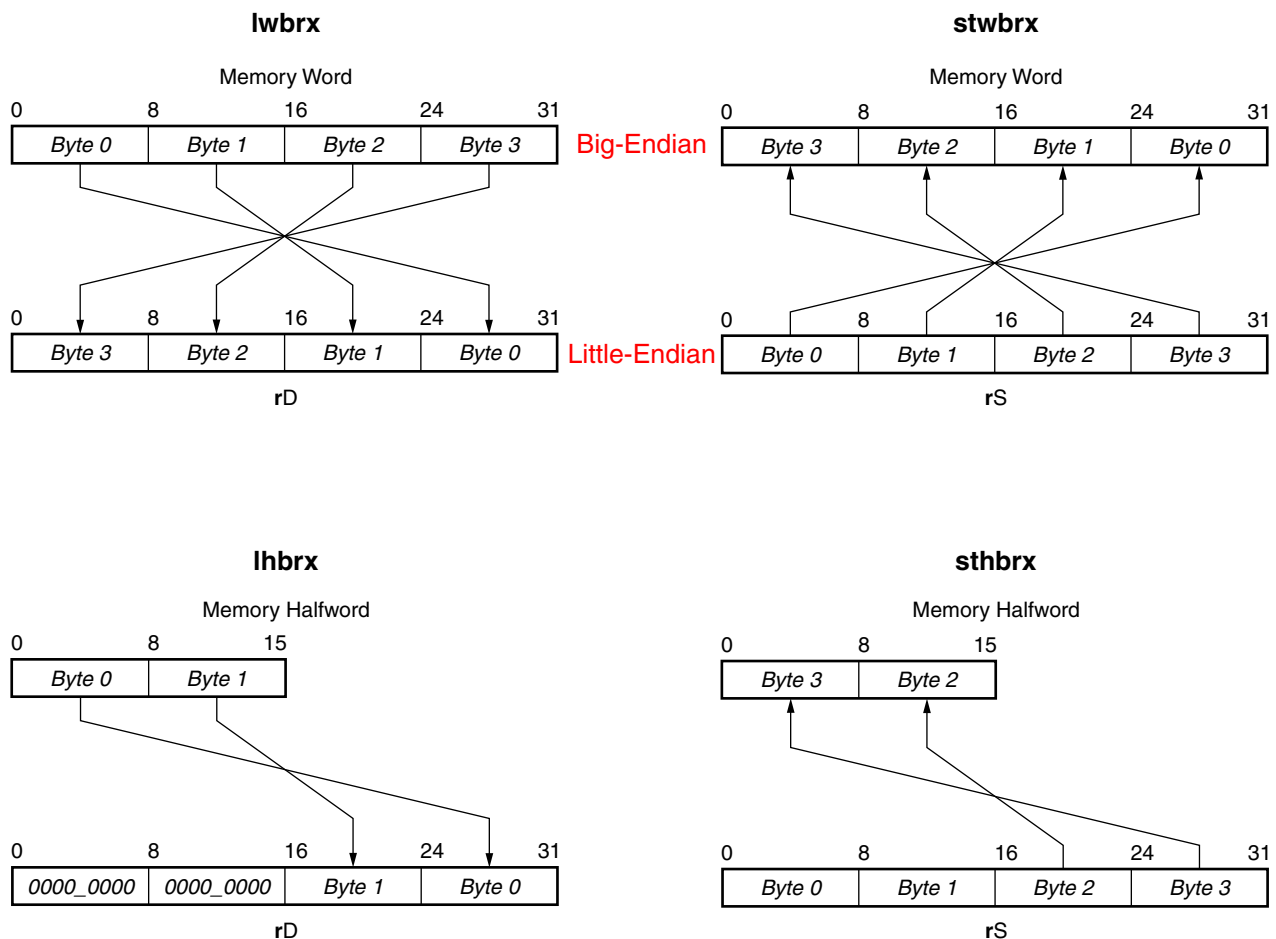 lwbrx
stwbrx
Memory Word
Memory Word
0 8 16 24 31
0 8 16 24 31
Byte 0 Byte 1 Byte 2 Byte 3
Big-Endian
Byte 3 Byte 2 Byte 1 Byte 0
0 8 16 24 31
0 8 16 24 31
Byte 3 Byte 2 Byte 1 Byte 0
Little-Endian
Byte 0 Byte 1 Byte 2 Byte 3
rD
rS
lhbrx
sthbrx
Memory Halfword
Memory Halfword
0 8 15
0 8 15
Byte 0 Byte 1
Byte 3 Byte 2
0 8 16 24 31
0 8 16 24 31
0000_0000 0000_0000 Byte 1 Byte 0
Byte 0 Byte 1 Byte 2 Byte 3
rD
rS